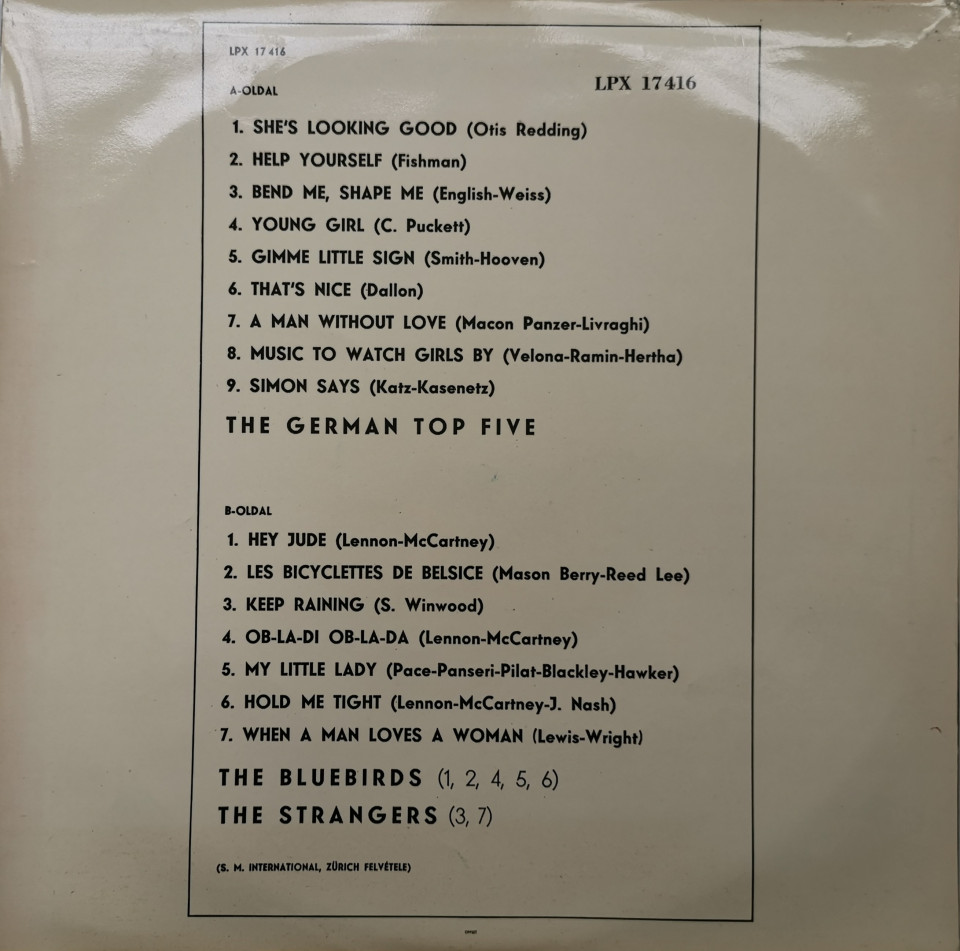 LPX 17 416
LPX 17416
A-OLDAL
1. SHE'S LOOKING GOOD (Otis Redding)
2. HELP YOURSELF (Fishman)
3. BEND ME, SHAPE ME (English-Weiss)
4. YOUNG GIRL (C. Puckett)
5. GIMME LITTLE SIGN (Smith-Hooven)
6. THAT'S NICE (Dallon)
7. A MAN WITHOUT LOVE (Macon Panzer-Livraghi)
8. MUSIC TO WATCH GIRLS BY (Velona-Ramin-Hertha)
9. SIMON SAYS (Katz-Kasenetz)
THE GERMAN TOP FIVE
B-OLDAL
1. HEY JUDE (Lennon-McCartney)
2. LES BICYCLETTES DE BELSICE (Mason Berry-Reed Lee)
3. KEEP RAINING (S. Winwood)
4. OB-LA-DI OB-LA-DA (Lennon-McCartney)
5. MY LITTLE LADY (Pace-Panseri-Pilat-Blackley-Hawker)
6. HOLD ME TIGHT (Lennon-McCartney-J. Nash)
7. WHEN A MAN LOVES A WOMAN (Lewis-Wright)
THE BLUEBIRDS (1, 2, 4, 5, 6)
THE STRANGERS (3, 7)
(S. M. INTERNATIONAL, ZÜRICH FELVÉTELE)